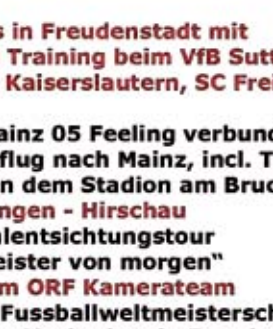 s in Freudenstadt mit
Training beim VfB Sutt
Kaiserslautern, SC Frei
ainz 05 Feeling verbund
flug nach Mainz, incl. T
n dem Stadion am Bruc
ngen - Hirschau
lentsichtungstour
eister von morgen“
m ORF Kamerateam
Fussballweltmeistersch